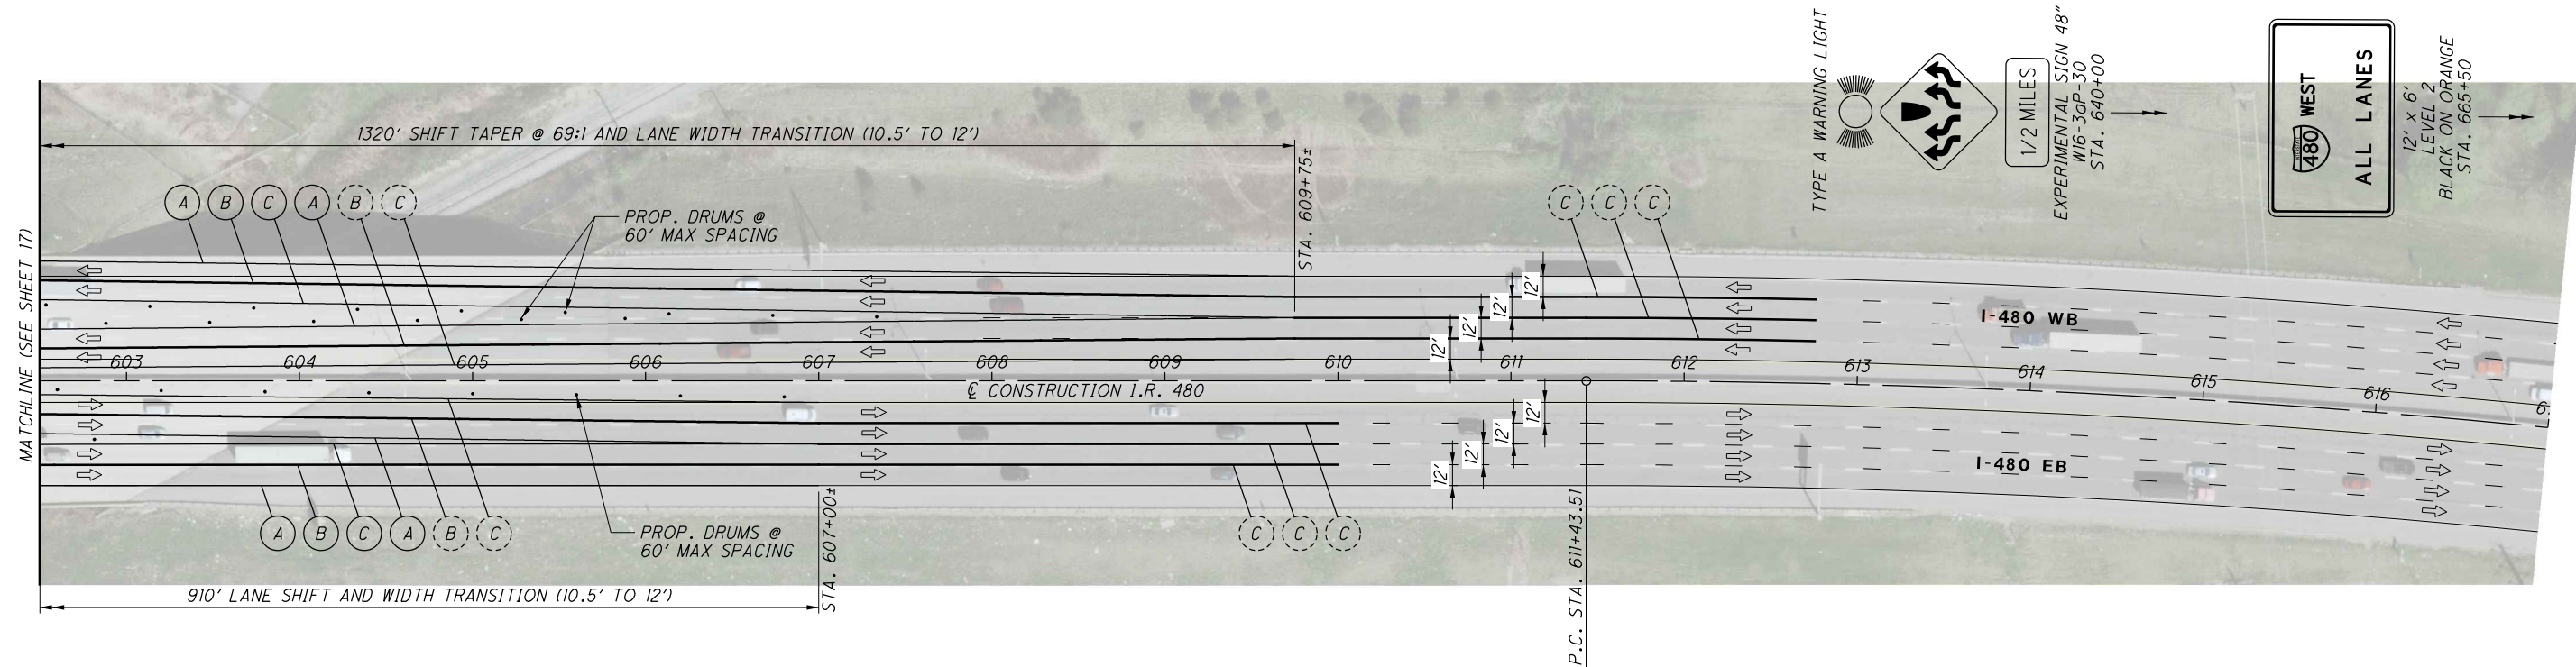 MATCHLINE (SEE SHEET 17)
1320' SHIFT TAPER @ 69:1 AND LANE WIDTH TRANSITION (10.5' TO 12')
STA. 609+75±
A B C A B C
PROP. DRUMS @
60' MAX SPACING
C C C
12'
12'
12'
12'
TYPE A WARNING LIGHT
1/2 MILES
EXPERIMENTAL SIGN 48"
W16-3aP-30
STA. 640+00
480 WEST
ALL LANES
12' x 6'
LEVEL 2
BLACK ON ORANGE
STA. 665+50
I-480 WB
603 604 605 606 607 608 609 610 611 612 613 614 615 616
℄ CONSTRUCTION I.R. 480
12'
12'
12'
12'
I-480 EB
A B C A B C
PROP. DRUMS @
60' MAX SPACING
C C C
STA. 607+00±
P.C. STA. 611+43.51
910' LANE SHIFT AND WIDTH TRANSITION (10.5' TO 12')